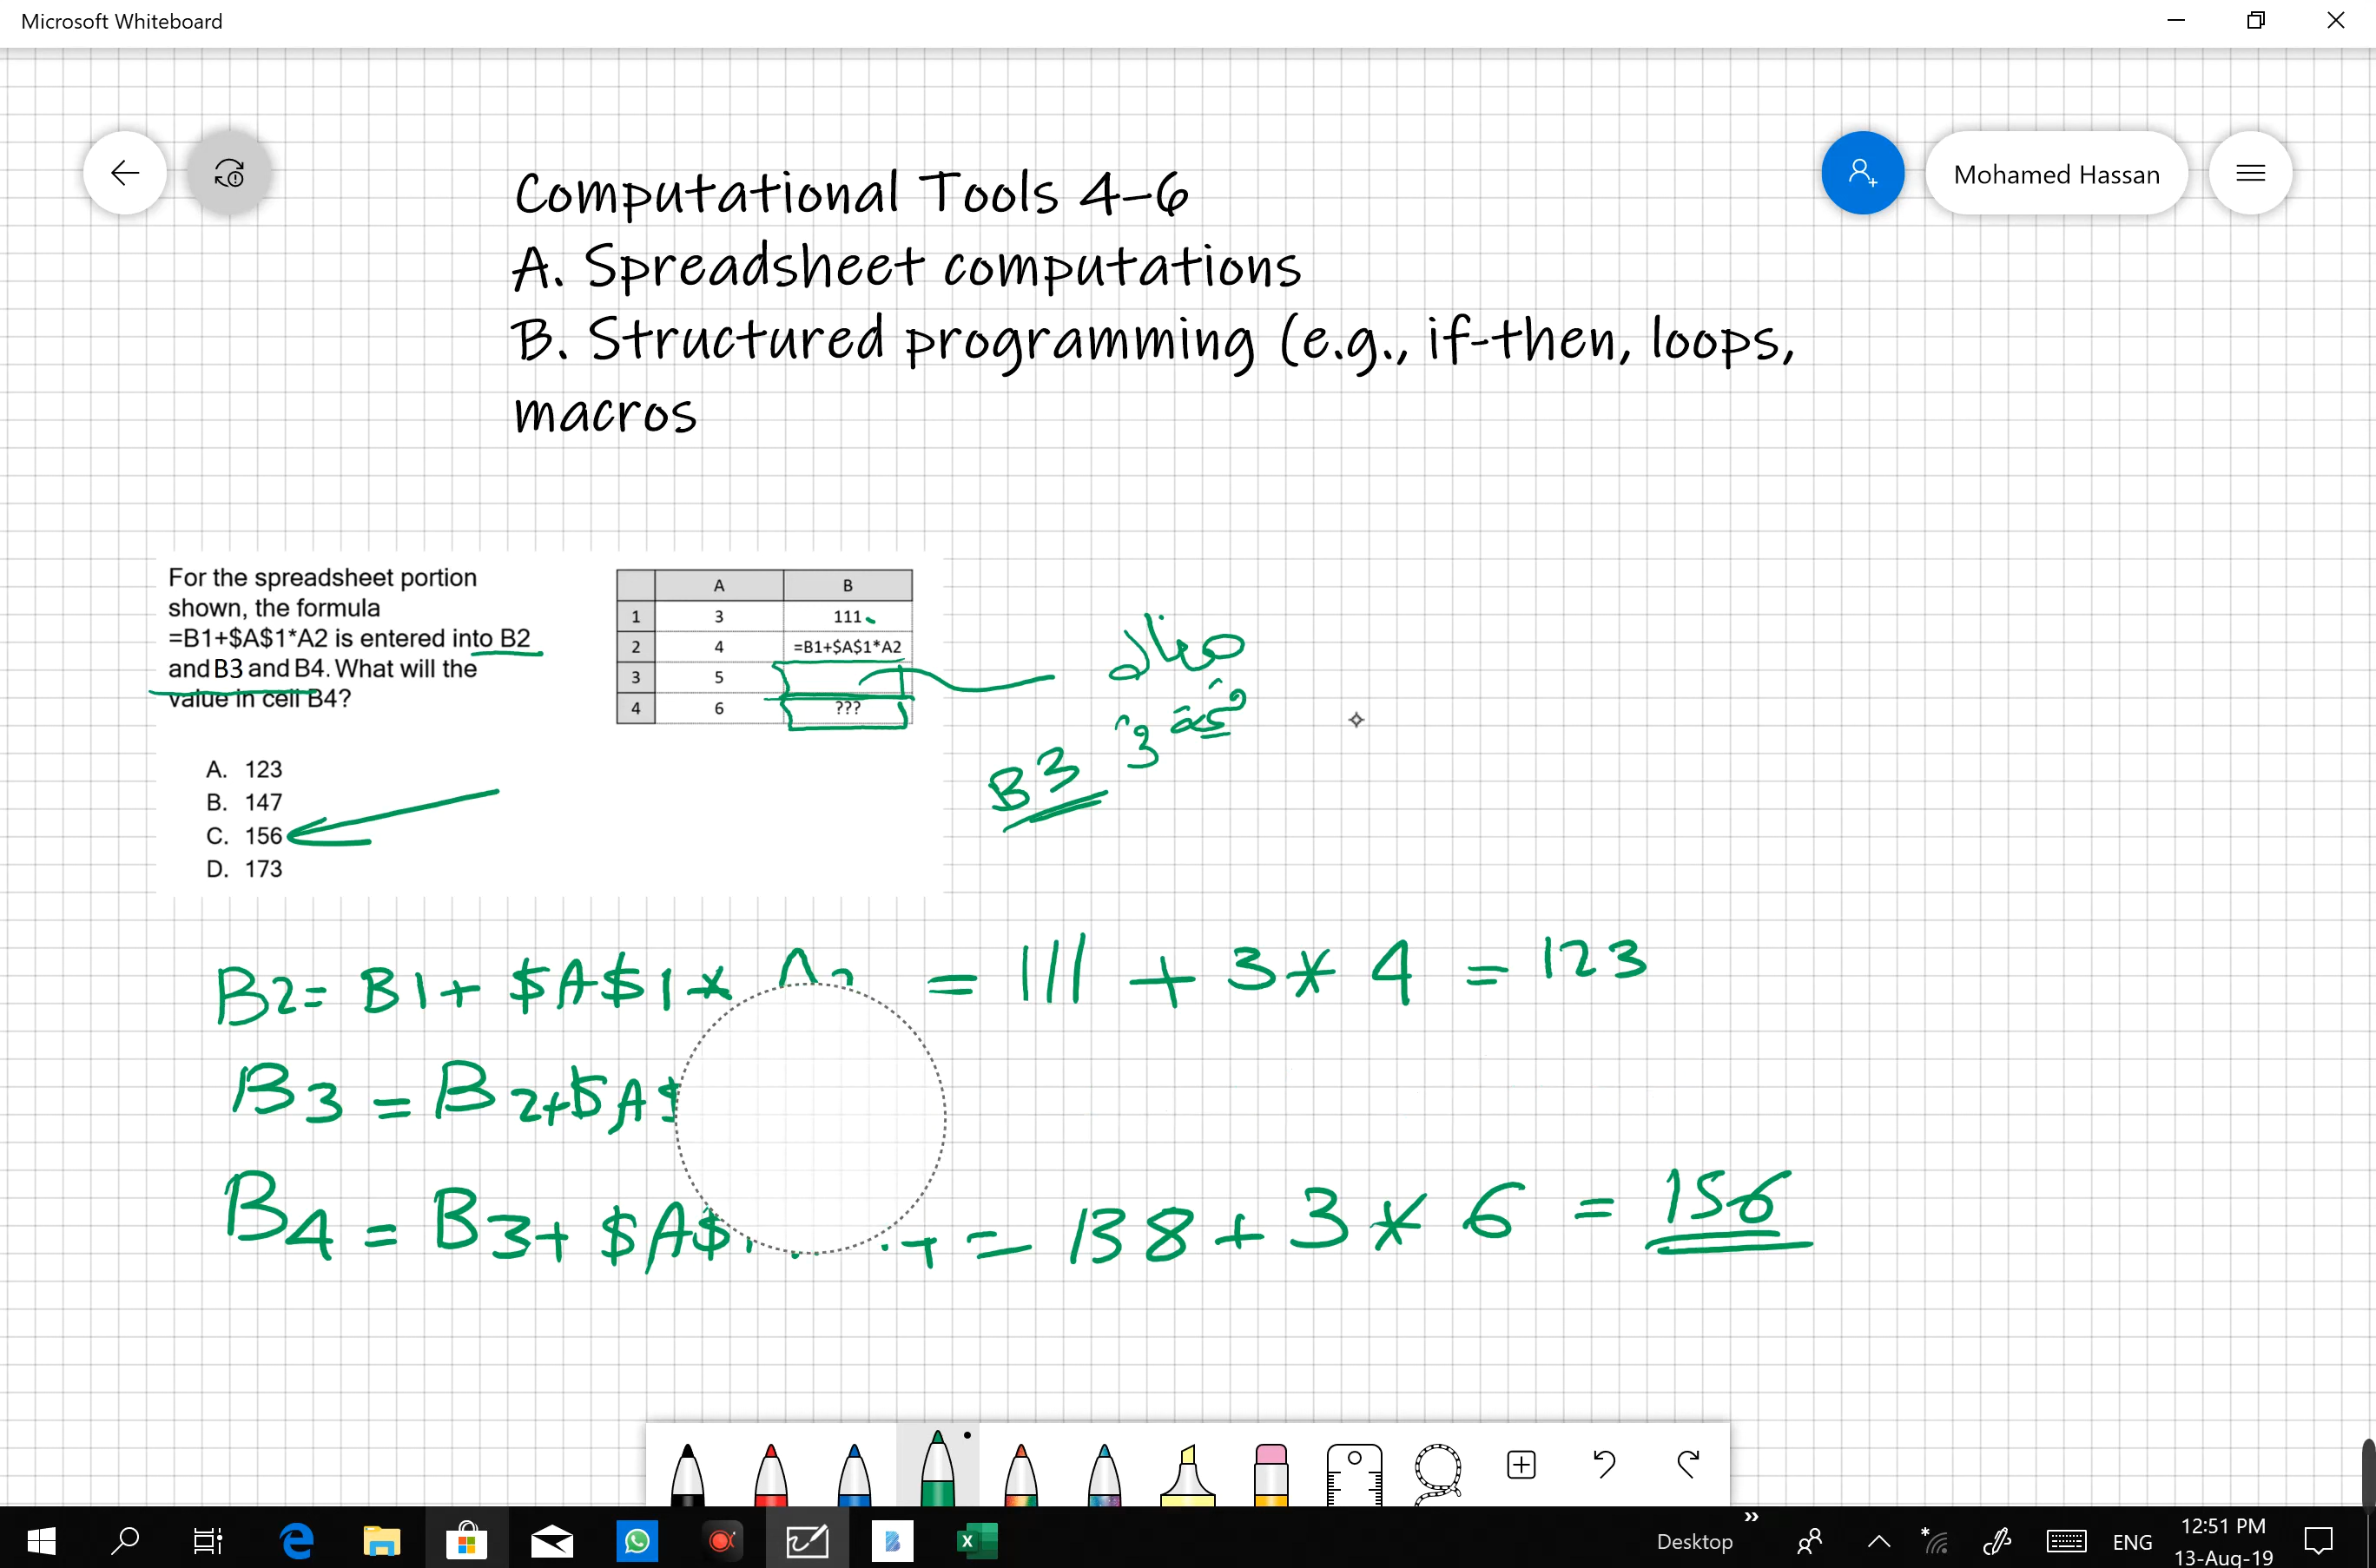 Microsoft Whiteboard
Mohamed Hassan
Computational Tools 4-6
A. Spreadsheet computations
B. Structured programming (e.g., if-then, loops,
macros
For the spreadsheet portion
shown, the formula
=B1+$A$1*A2 is entered into B2
and B3 and B4. What will the
value in cell B4?
A B
1 3 111
2 4 =B1+$A$1*A2
3 5
4 6 ???
B3 3
A. 123
B. 147
C. 156
D. 173
B2 = B1 + $A$1 * = 111 + 3 * 4 = 123
B3 = B2+$A$
B4 = B3+ $A$ = 138 + 3 * 6 = 156
Desktop
ENG
12:51 PM
13-Aug-19